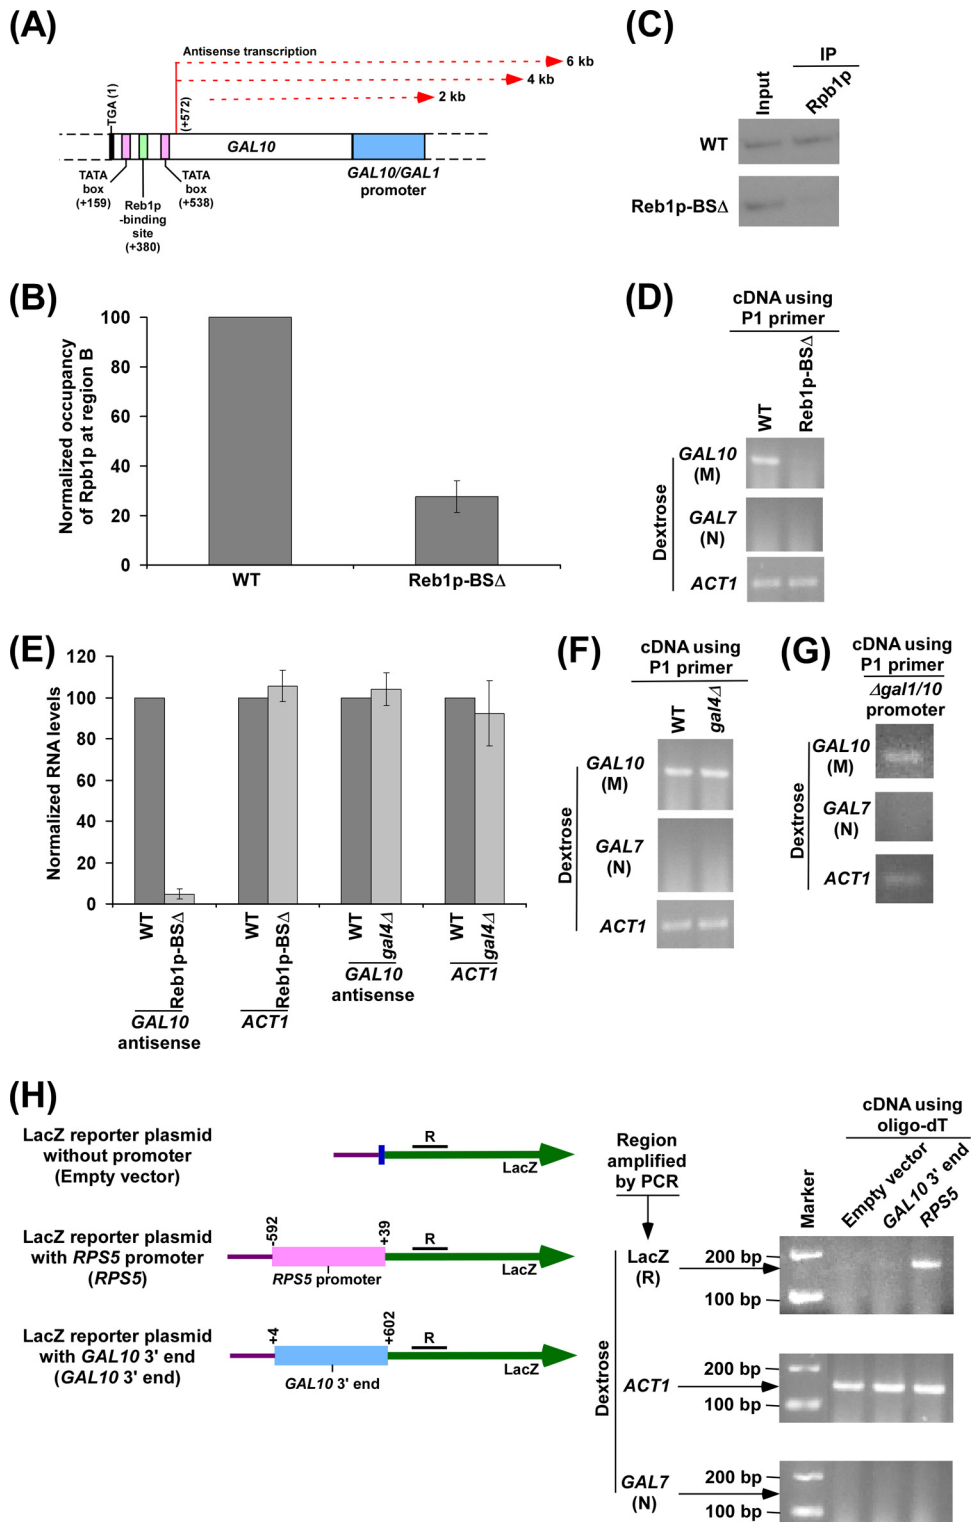 (A)
Antisense transcription
6 kb
4 kb
2 kb
TGA (1)
(+572)
GAL10
TATA
box
(+159)
Reb1p
-binding
site
(+380)
TATA
box
(+538)
GAL10/GAL1
promoter
(B)
Normalized occupancy
of Rpb1p at region B
100
80
60
40
20
0
WT
Reb1p-BSΔ
(C)
IP
Input
Rpb1p
WT
Reb1p-BSΔ
(D)
cDNA using
P1 primer
WT
Reb1p-BSΔ
Dextrose
GAL10
(M)
GAL7
(N)
ACT1
(E)
Normalized RNA levels
120
100
80
60
40
20
0
WT
Reb1p-BSΔ
WT
Reb1p-BSΔ
WT
gal4Δ
WT
gal4Δ
GAL10
antisense
ACT1
GAL10
antisense
ACT1
(F)
cDNA using
P1 primer
WT
gal4Δ
Dextrose
GAL10
(M)
GAL7
(N)
ACT1
(G)
cDNA using
P1 primer
Δgal1/10
promoter
Dextrose
GAL10
(M)
GAL7
(N)
ACT1
(H)
LacZ reporter plasmid
without promoter
(Empty vector)
R
LacZ
LacZ reporter plasmid
with RPS5 promoter
(RPS5)
-592
+39
R
RPS5 promoter
LacZ
LacZ reporter plasmid
with GAL10 3' end
(GAL10 3' end)
+4
+602
R
GAL10 3' end
LacZ
Region
amplified
by PCR
cDNA using
oligo-dT
Marker
Empty vector
GAL10 3' end
RPS5
Dextrose
LacZ
(R)
200 bp
100 bp
ACT1
200 bp
100 bp
GAL7
(N)
200 bp
100 bp